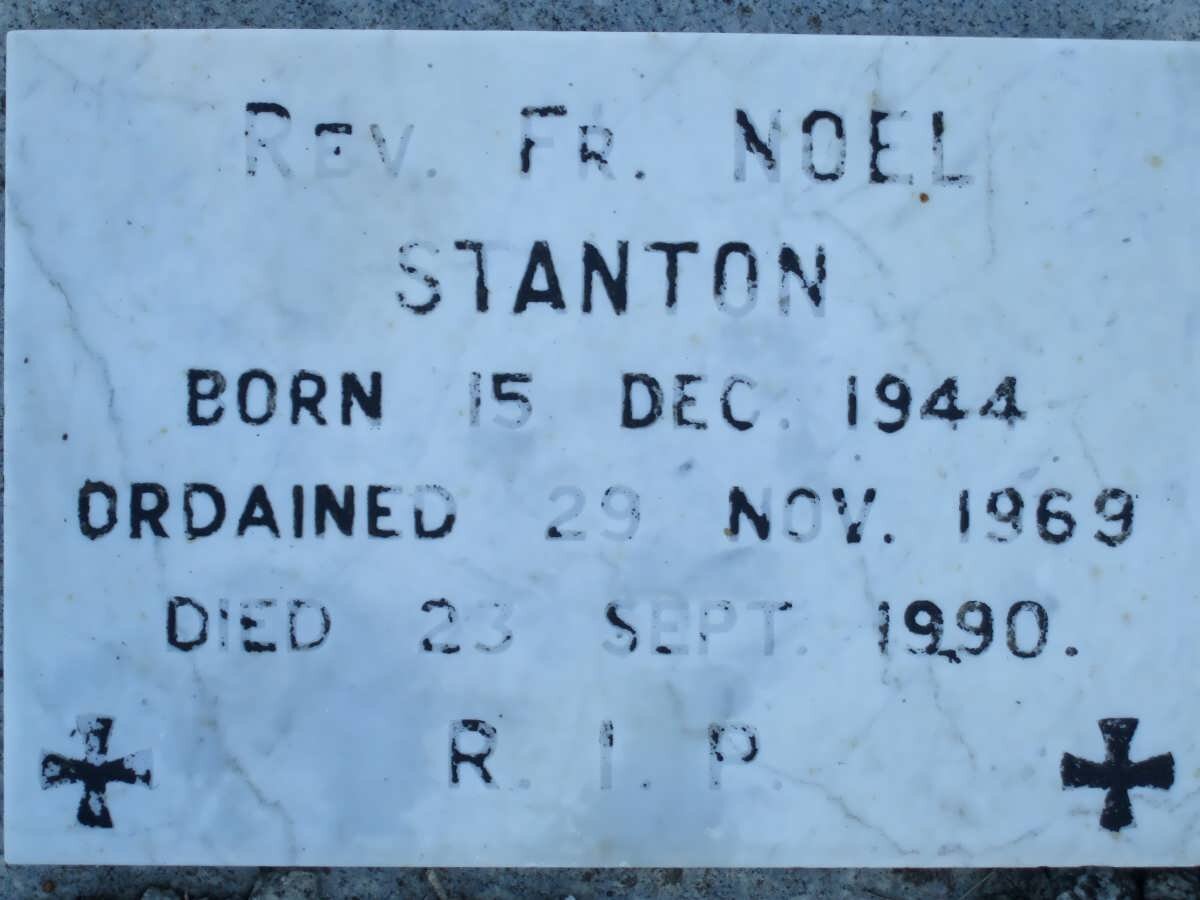 REV. FR. NOEL
STANTON
BORN 15 DEC. 1944
ORDAINED 29 NOV. 1969
DIED 23 SEPT. 1990.
R. I. P.